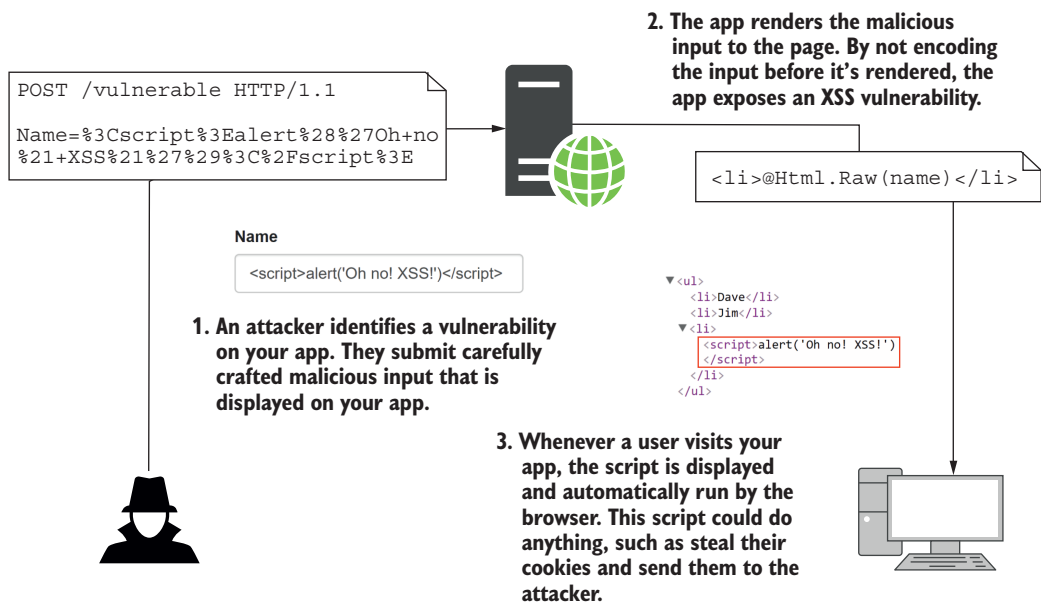 2. The app renders the malicious
input to the page. By not encoding
the input before it's rendered, the
app exposes an XSS vulnerability.
POST /vulnerable HTTP/1.1
Name=%3Cscript%3Ealert%28%27Oh+no
%21+XSS%21%27%29%3C%2Fscript%3E
<li>@Html.Raw(name)</li>
Name
<script>alert('Oh no! XSS!')</script>
1. An attacker identifies a vulnerability
on your app. They submit carefully
crafted malicious input that is
displayed on your app.
▼<ul>
<li>Dave</li>
<li>Jim</li>
▼<li>
<script>alert('Oh no! XSS!')
</script>
</li>
</ul>
3. Whenever a user visits your
app, the script is displayed
and automatically run by the
browser. This script could do
anything, such as steal their
cookies and send them to the
attacker.